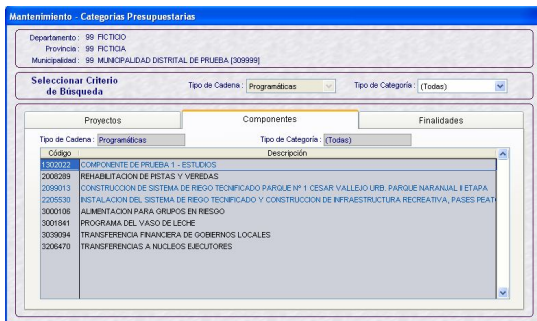 Mantenimiento - Categorías Presupuestarias
Departamento : 99 FICTICIO
Provincia : 99 FICTICIA
Municipalidad : 99 MUNICIPALIDAD DISTRITAL DE PRUEBA [309999]
Seleccionar Criterio de Búsqueda
Tipo de Cadena : Programáticas
Tipo de Categoría : (Todas)
Proyectos Componentes Finalidades
Tipo de Cadena : Programáticas Tipo de Categoría : (Todas)
Código Descripción
1302022 COMPONENTE DE PRUEBA 1 - ESTUDIOS
2008289 REHABILITACION DE PISTAS Y VEREDAS
2099013 CONSTRUCCION DE SISTEMA DE RIEGO TECNIFICADO PARQUE Nº 1 CESAR VALLEJO URB. PARQUE NARANJAL II ETAPA
2205530 INSTALACION DEL SISTEMA DE RIEGO TECNIFICADO Y CONSTRUCCION DE INFRAESTRUCTURA RECREATIVA, PASES PEAT
3000106 ALIMENTACION PARA GRUPOS EN RIESGO
3001841 PROGRAMA DEL VASO DE LECHE
3039094 TRANSFERENCIA FINANCIERA DE GOBIERNOS LOCALES
3206470 TRANSFERENCIAS A NUCLEOS EJECUTORES